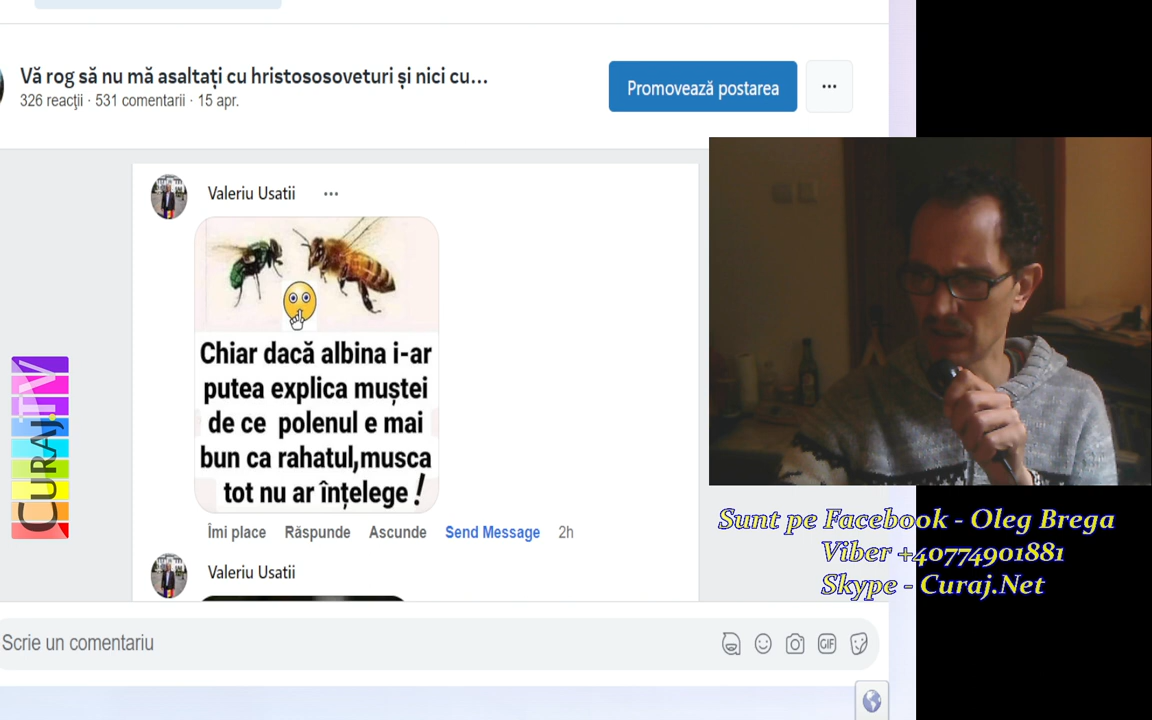 Vă rog să nu mă asaltați cu hristososoveturi și nici cu...
326 reacții · 531 comentarii · 15 apr.
Promovează postarea
Valeriu Usatii
Chiar dacă albina i-ar
putea explica muștei
de ce polenul e mai
bun ca rahatul,musca
tot nu ar înțelege !
Îmi place Răspunde Ascunde Send Message 2h
Valeriu Usatii
Scrie un comentariu
GIF
CURAJ.TV
Sunt pe Facebook - Oleg Brega
Viber +40774901881
Skype - Curaj.Net